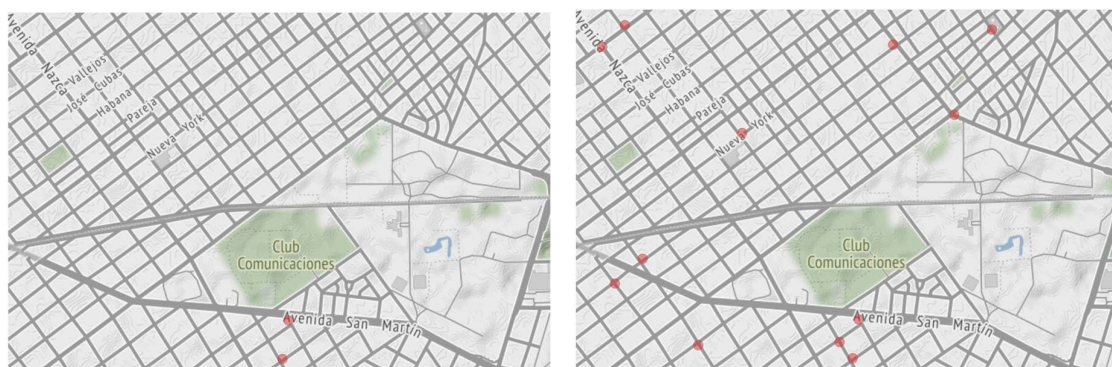 Avenida Nazca
Vallejos
José Cubas
Habana
Pareja
Nueva York
Club
Comunicaciones
Avenida San Martín
Avenida Nazca
Vallejos
José Cubas
Habana
Pareja
Nueva York
Club
Comunicaciones
Avenida San Martín